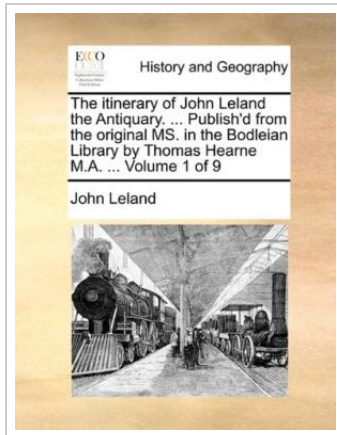 ECCO
History and Geography
The itinerary of John Leland
the Antiquary. ... Publish'd from
the original MS. in the Bodleian
Library by Thomas Hearne
M.A. ... Volume 1 of 9
John Leland